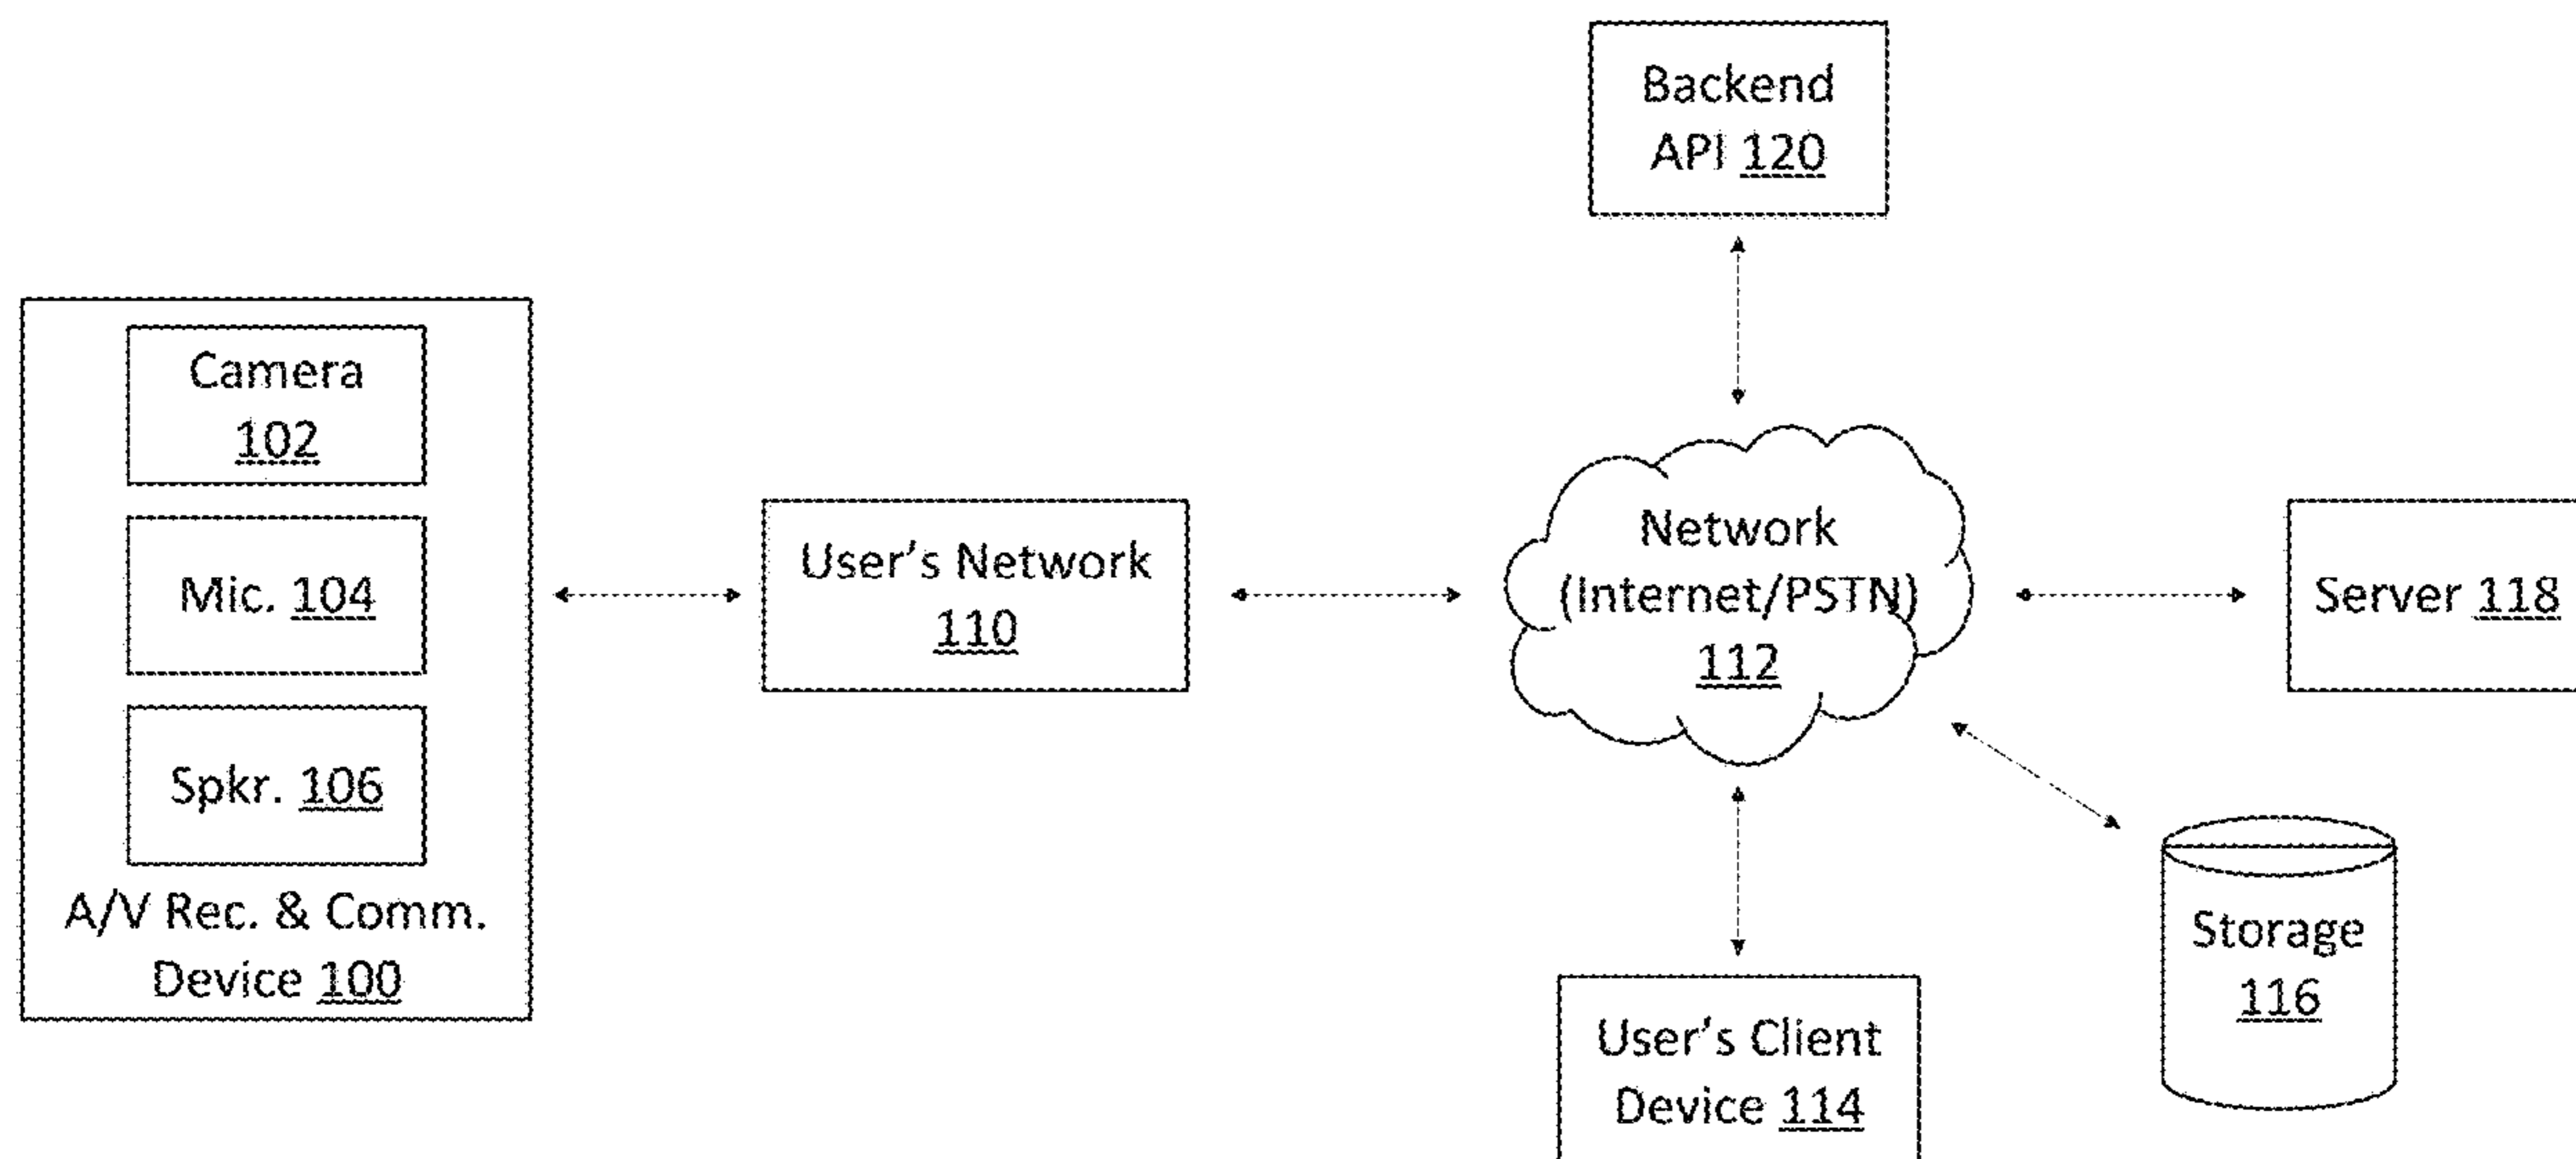 Backend
API 120
Camera
102
Mic. 104
Spkr. 106
A/V Rec. & Comm.
Device 100
User's Network
110
Network
(Internet/PSTN)
112
Server 118
Storage
116
User's Client
Device 114